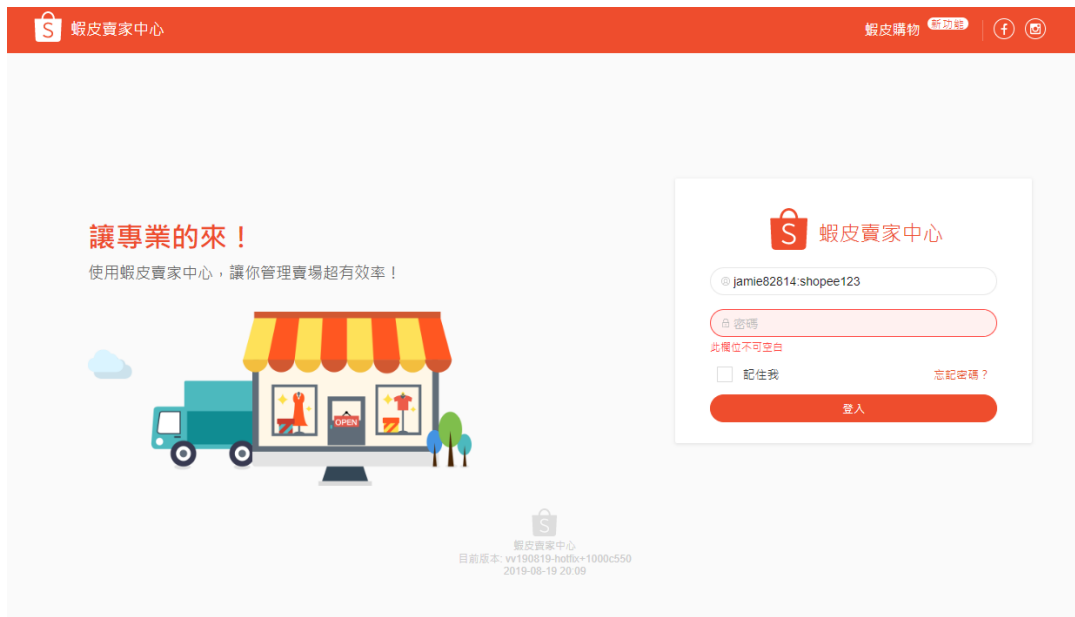 蝦皮賣家中心
蝦皮購物 新功能
讓專業的來！
使用蝦皮賣家中心，讓你管理賣場超有效率！
OPEN
蝦皮賣家中心
jamie82814:shopee123
密碼
此欄位不可空白
記住我 忘記密碼？
登入
蝦皮賣家中心
目前版本: vv190819-hotfix+1000c550
2019-08-19 20:09